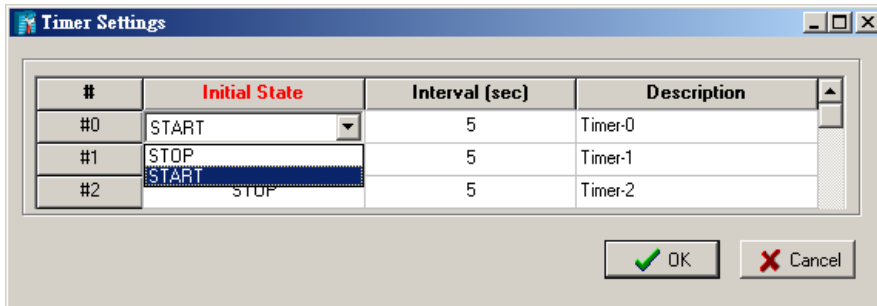 Timer Settings
# Initial State Interval (sec) Description
#0 START 5 Timer-0
#1 STOP 5 Timer-1
START
#2 STOP 5 Timer-2
OK Cancel